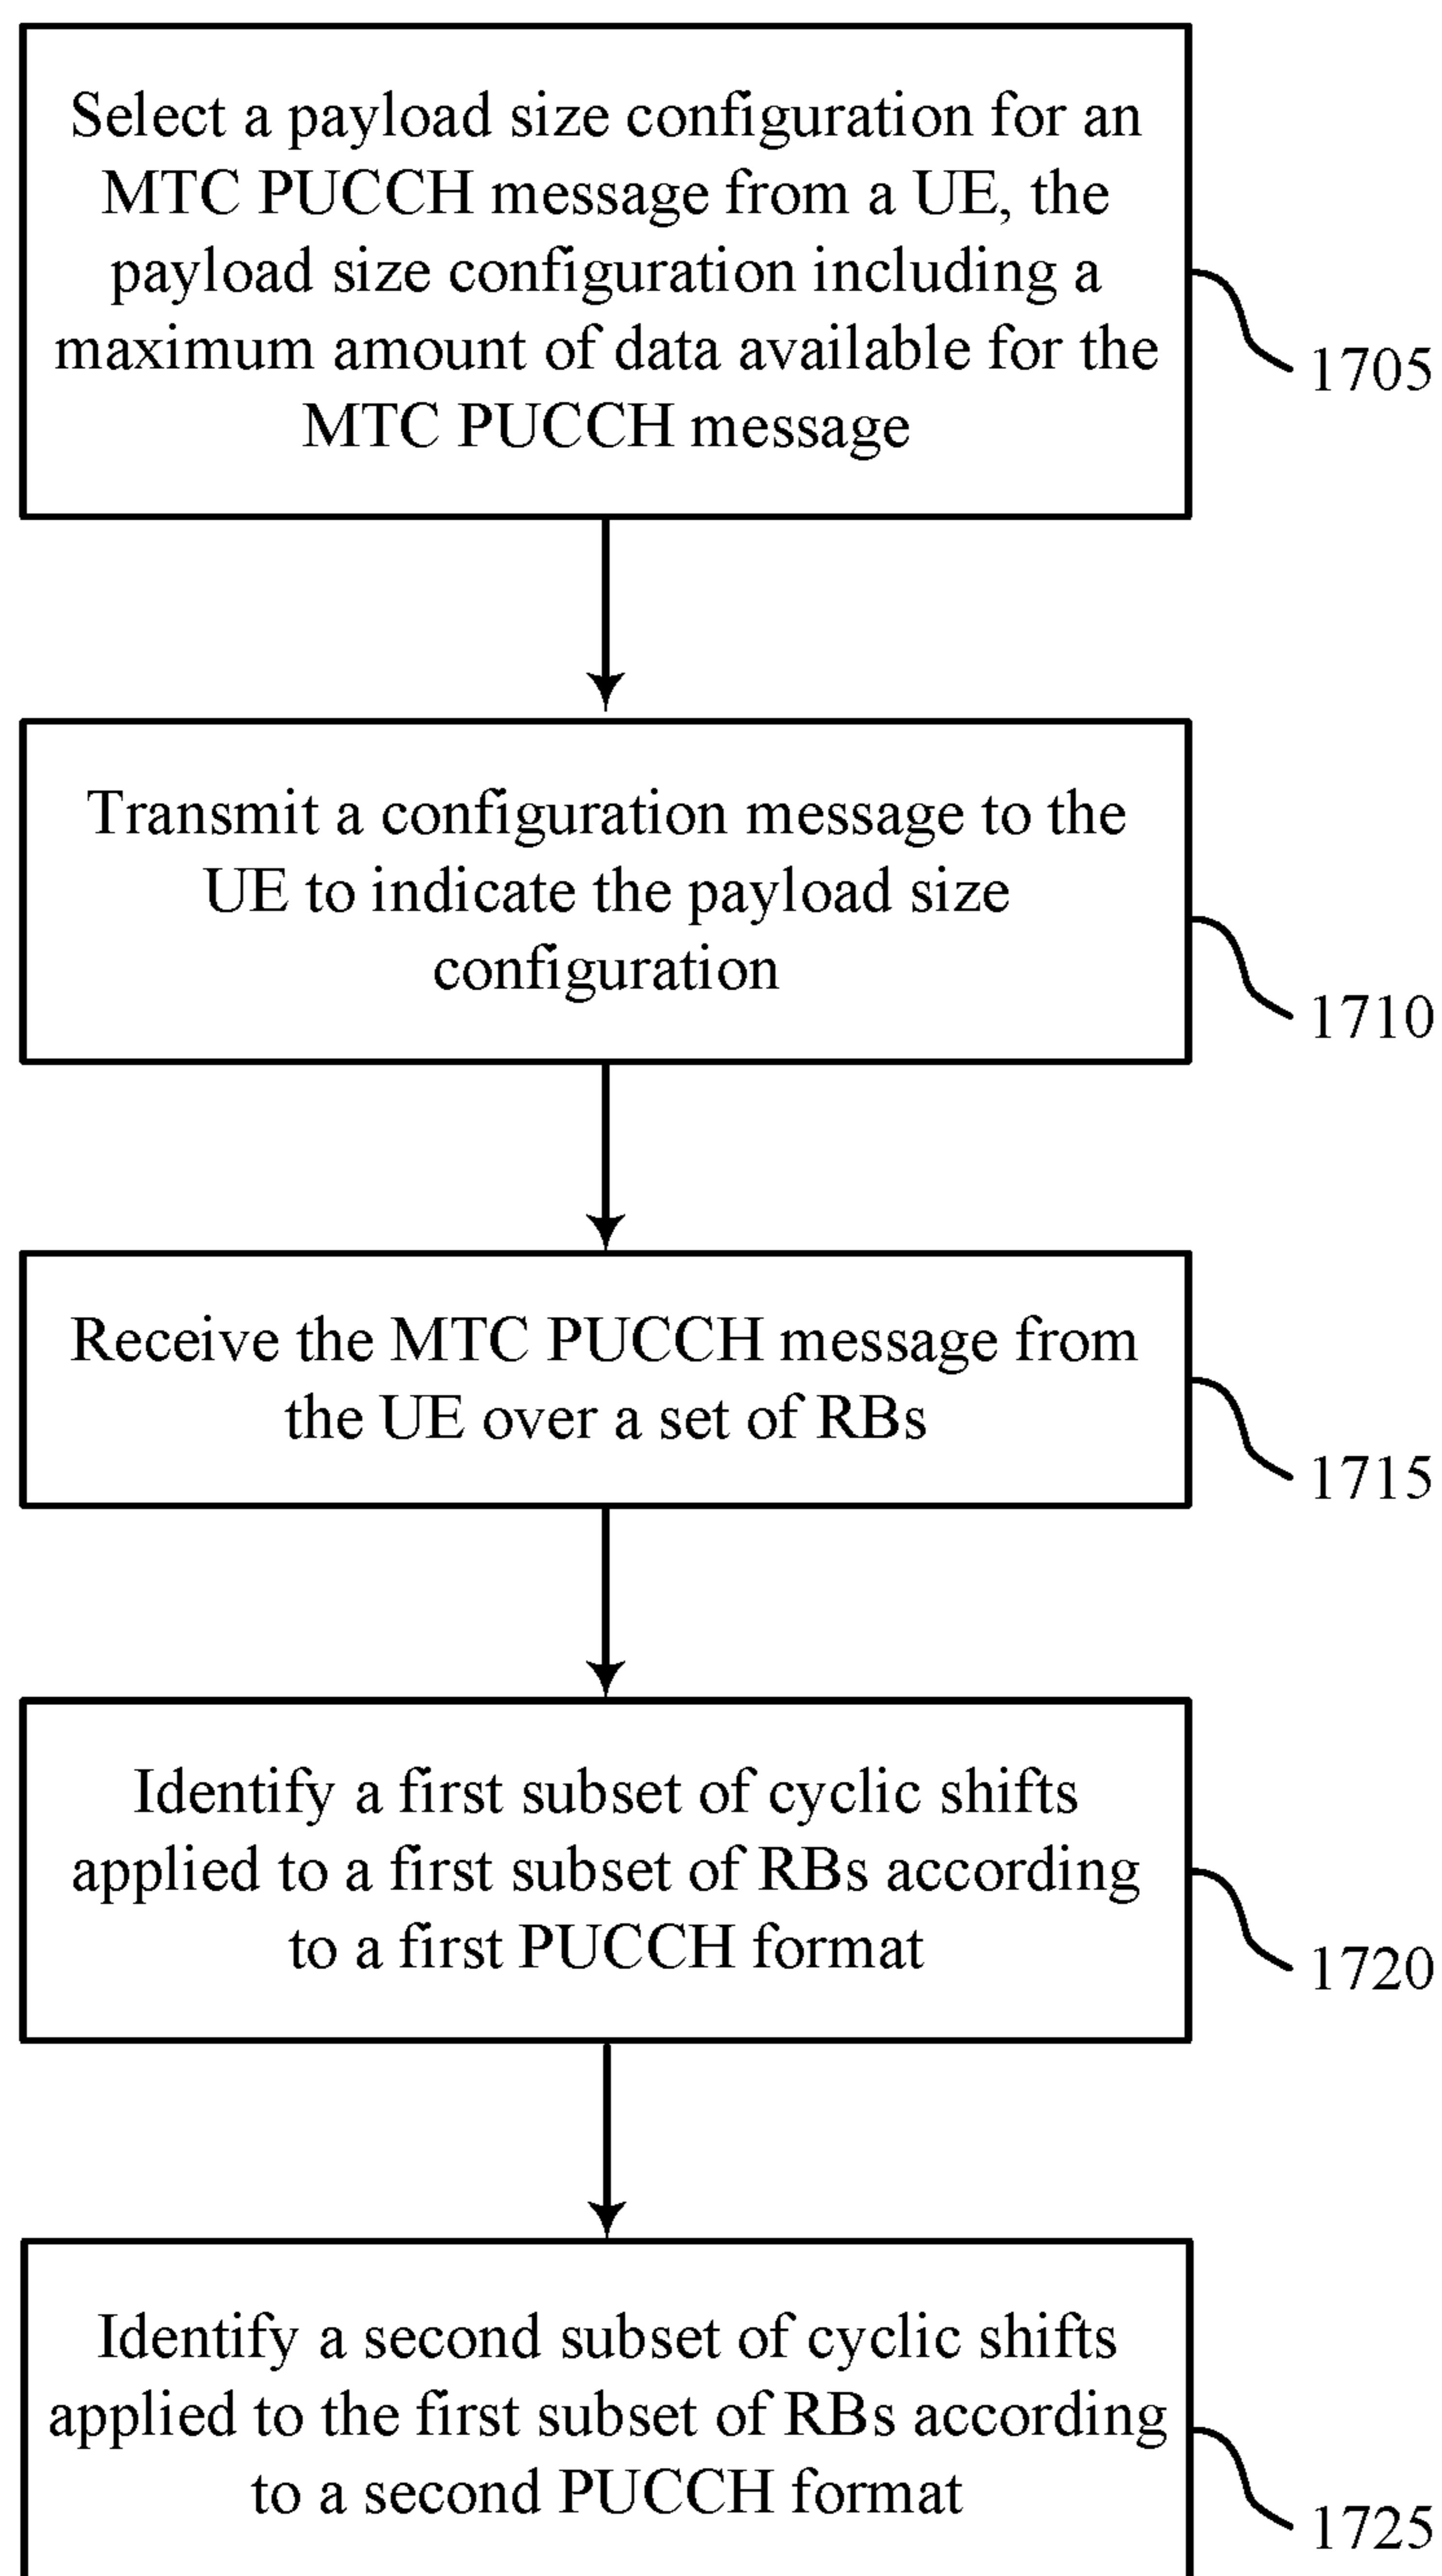 Select a payload size configuration for an
MTC PUCCH message from a UE, the
payload size configuration including a
maximum amount of data available for the
MTC PUCCH message
1705
Transmit a configuration message to the
UE to indicate the payload size
configuration
1710
Receive the MTC PUCCH message from
the UE over a set of RBs
1715
Identify a first subset of cyclic shifts
applied to a first subset of RBs according
to a first PUCCH format
1720
Identify a second subset of cyclic shifts
applied to the first subset of RBs according
to a second PUCCH format
1725